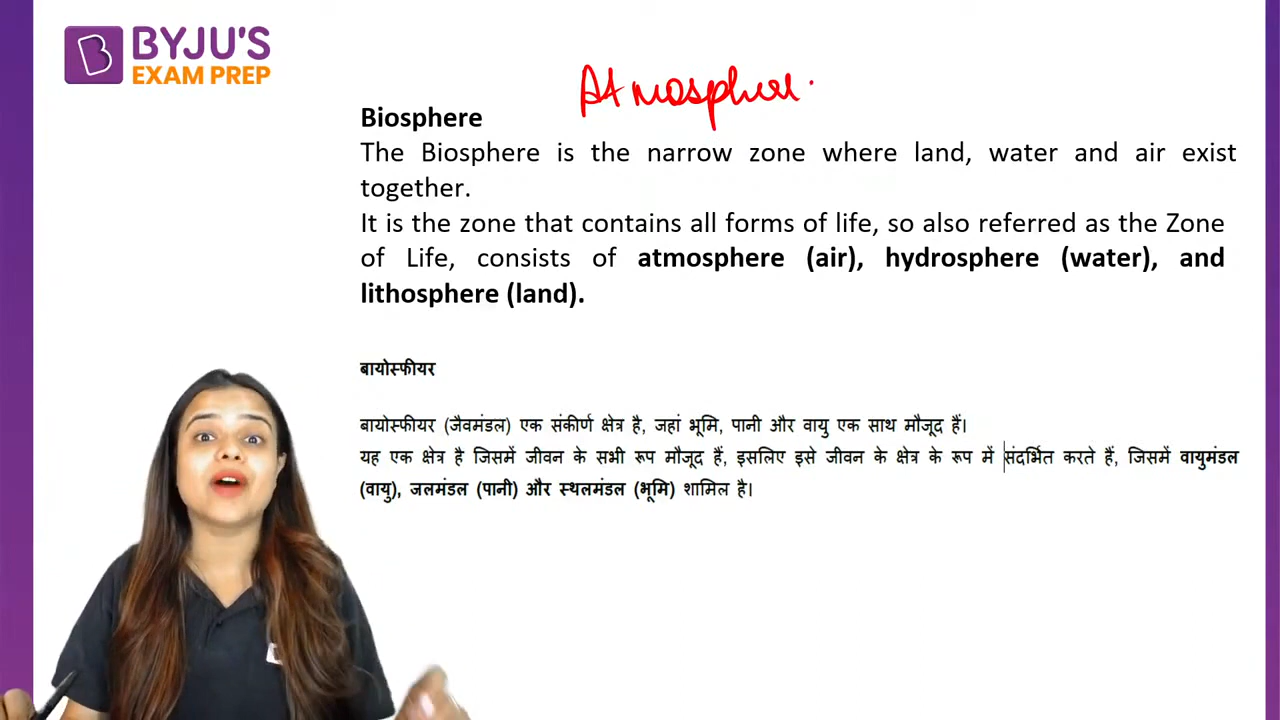 BYJU'S
EXAM PREP
Atmosphere
Biosphere
The Biosphere is the narrow zone where land, water and air exist
together.
It is the zone that contains all forms of life, so also referred as the Zone
of Life, consists of atmosphere (air), hydrosphere (water), and
lithosphere (land).
बायोस्फीयर
बायोस्फीयर (जैवमंडल) एक संकीर्ण क्षेत्र है, जहां भूमि, पानी और वायु एक साथ मौजूद हैं।
यह एक क्षेत्र है जिसमें जीवन के सभी रूप मौजूद हैं, इसलिए इसे जीवन के क्षेत्र के रूप में संदर्भित करते हैं, जिसमें वायुमंडल
(वायु), जलमंडल (पानी) और स्थलमंडल (भूमि) शामिल है।